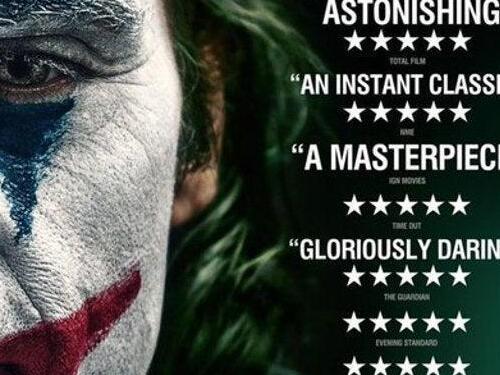 ASTONISHING
★★★★★
TOTAL FILM
“AN INSTANT CLASSI
★★★★★
NME
“A MASTERPIEC
IGN MOVIES
★★★★★
TIME OUT
“GLORIOUSLY DARIN
★★★★★
THE GUARDIAN
★★★★★
EVENING STANDARD
★★★★★